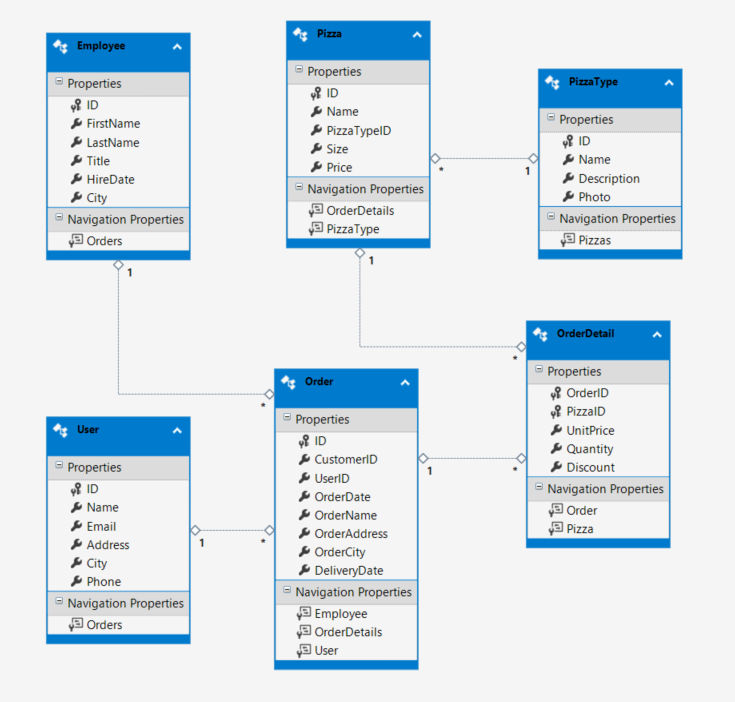 Employee
Properties
ID
FirstName
LastName
Title
HireDate
City
Navigation Properties
Orders
1
Pizza
Properties
ID
Name
PizzaTypeID
Size
Price
Navigation Properties
OrderDetails
PizzaType
*
1
1
PizzaType
Properties
ID
Name
Description
Photo
Navigation Properties
Pizzas
User
Properties
ID
Name
Email
Address
City
Phone
Navigation Properties
Orders
1
*
*
Order
Properties
ID
CustomerID
UserID
OrderDate
OrderName
OrderAddress
OrderCity
DeliveryDate
Navigation Properties
Employee
OrderDetails
User
1
*
*
OrderDetail
Properties
OrderID
PizzaID
UnitPrice
Quantity
Discount
Navigation Properties
Order
Pizza